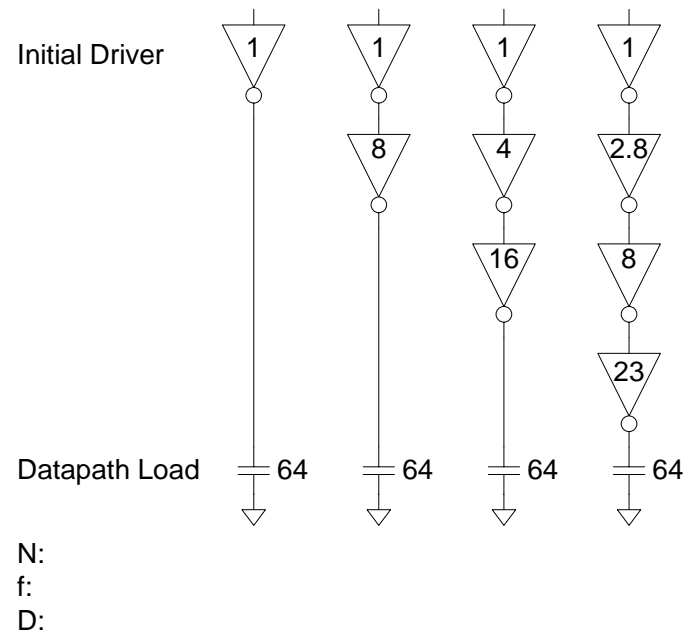 Initial Driver 1 1 1 1
8 4 2.8
16 8
23
Datapath Load 64 64 64 64
N:
f:
D: